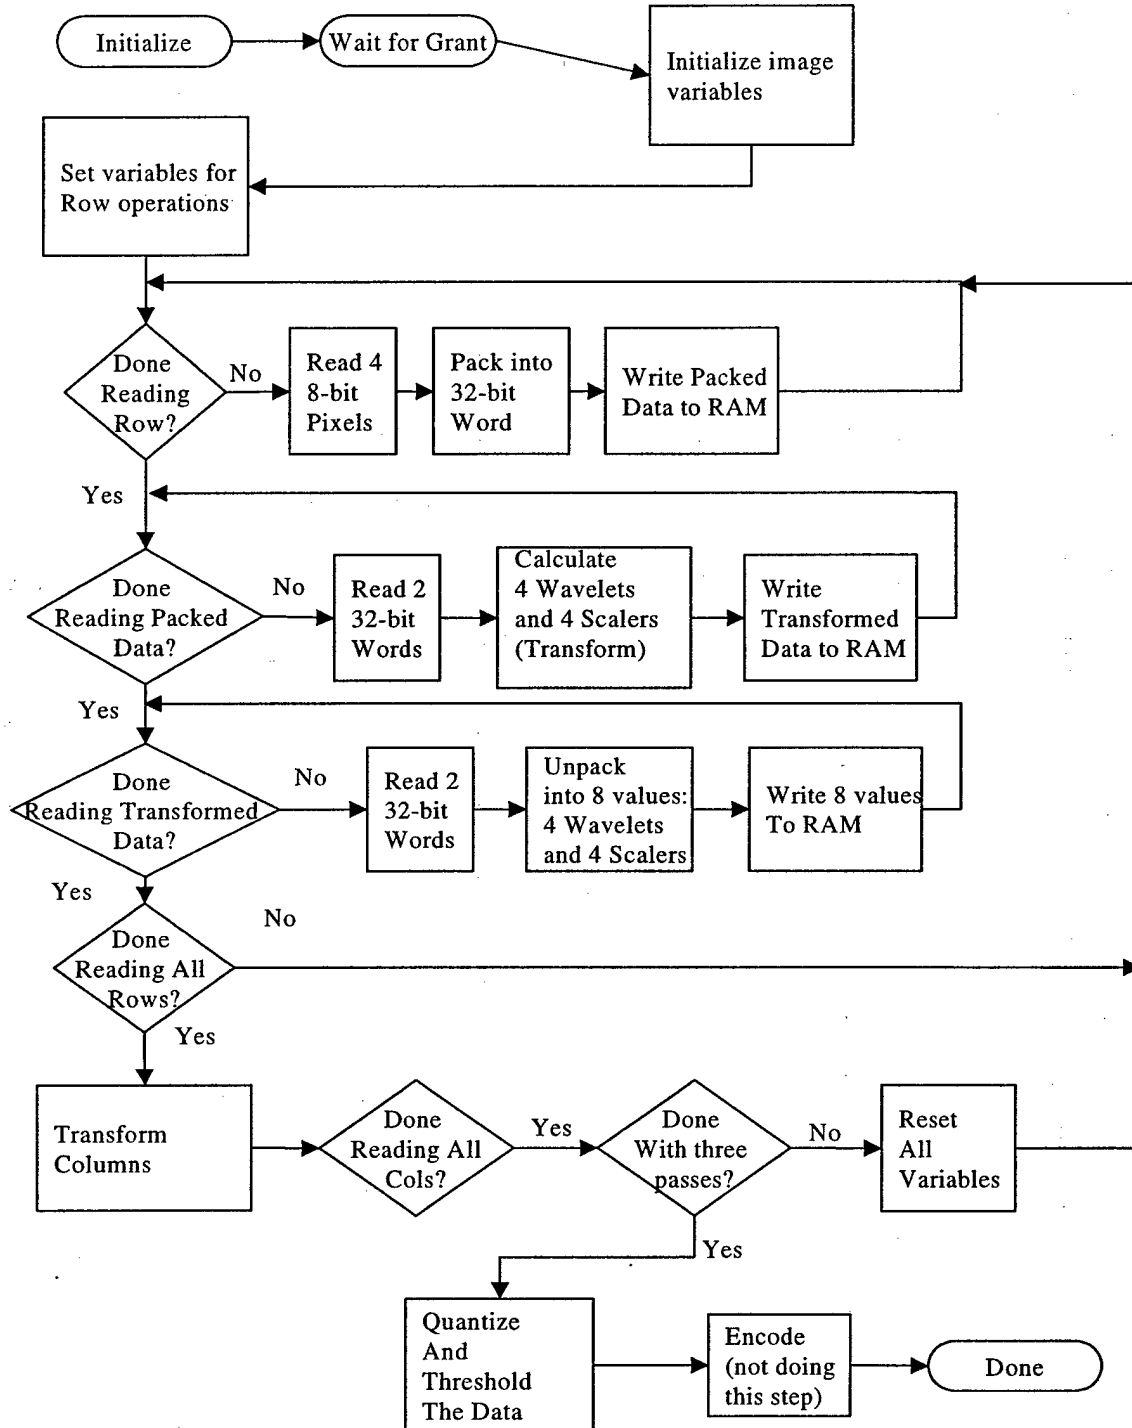 Initialize
Wait for Grant
Initialize image
variables
Set variables for
Row operations
Done
Reading
Row?
No
Read 4
8-bit
Pixels
Pack into
32-bit
Word
Write Packed
Data to RAM
Yes
Done
Reading Packed
Data?
No
Read 2
32-bit
Words
Calculate
4 Wavelets
and 4 Scalers
(Transform)
Write
Transformed
Data to RAM
Yes
Done
Reading Transformed
Data?
No
Read 2
32-bit
Words
Unpack
into 8 values:
4 Wavelets
and 4 Scalers
Write 8 values
To RAM
Yes
Done
Reading All
Rows?
No
Yes
Transform
Columns
Done
Reading All
Cols?
Yes
Done
With three
passes?
No
Reset
All
Variables
Yes
Quantize
And
Threshold
The Data
Encode
(not doing
this step)
Done